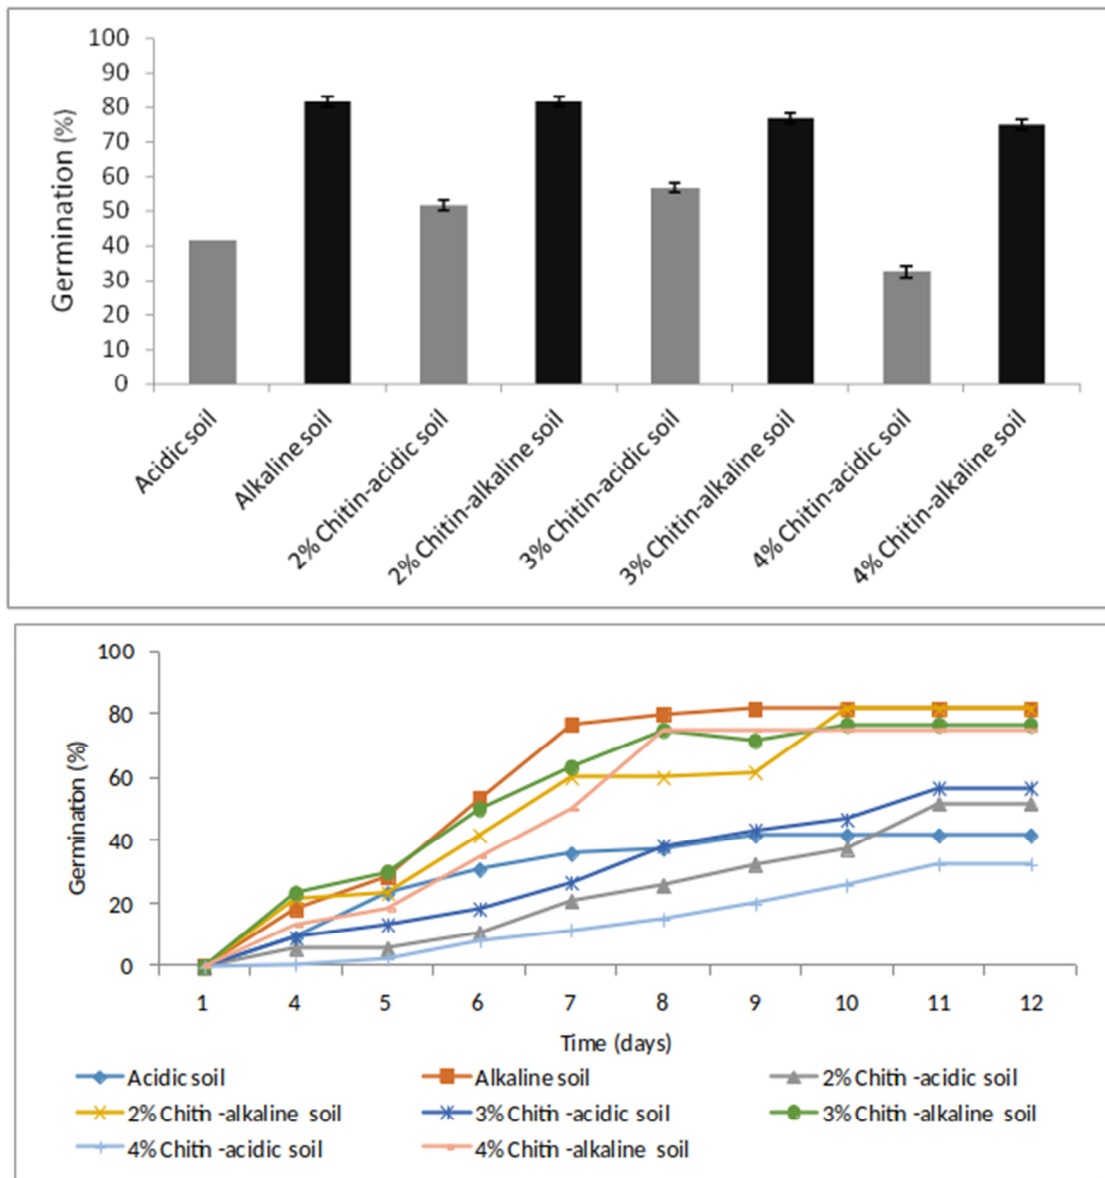 100
90
80
70
60
50
40
30
20
10
0
Germination (%)
Acidic soil
Alkaline soil
2% Chitin-acidic soil
2% Chitin-alkaline soil
3% Chitin-acidic soil
3% Chitin-alkaline soil
4% Chitin-acidic soil
4% Chitin-alkaline soil
100
80
60
40
20
0
Germination (%)
1 4 5 6 7 8 9 10 11 12
Time (days)
Acidic soil Alkaline soil 2% Chitin -acidic soil
2% Chitin -alkaline soil 3% Chitin -acidic soil 3% Chitin -alkaline soil
4% Chitin -acidic soil 4% Chitin -alkaline soil